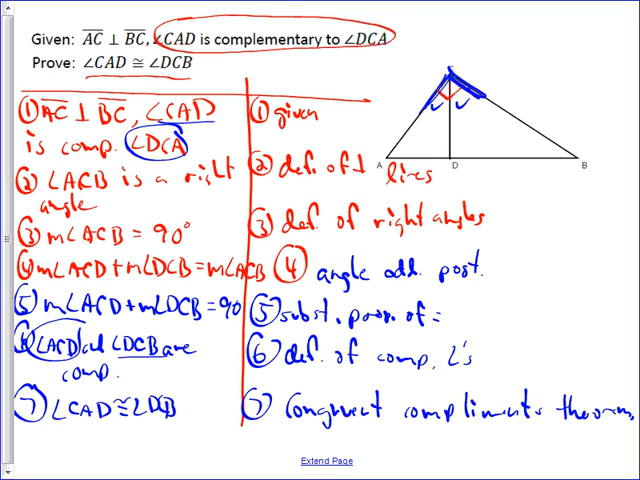 Given: AC ⊥ BC, ∠CAD is complementary to ∠DCA
Prove: ∠CAD ≅ ∠DCB
① AC ⊥ BC, ∠CAD ① given
is comp. ∠DCA
② ∠ACB is a right ② def. of ⊥ lines
angle
③ m∠ACB = 90° ③ def. of right angles
④ m∠ACD + m∠DCB = m∠ACB ④ angle add. post.
⑤ m∠ACD + m∠DCB = 90 ⑤ subst. prop. of =
⑥ ∠ACD and ∠DCB are ⑥ def. of comp. ∠'s
comp.
⑦ ∠CAD ≅ ∠DCB ⑦ Congruent compliments theorem
C
A D B
Extend Page